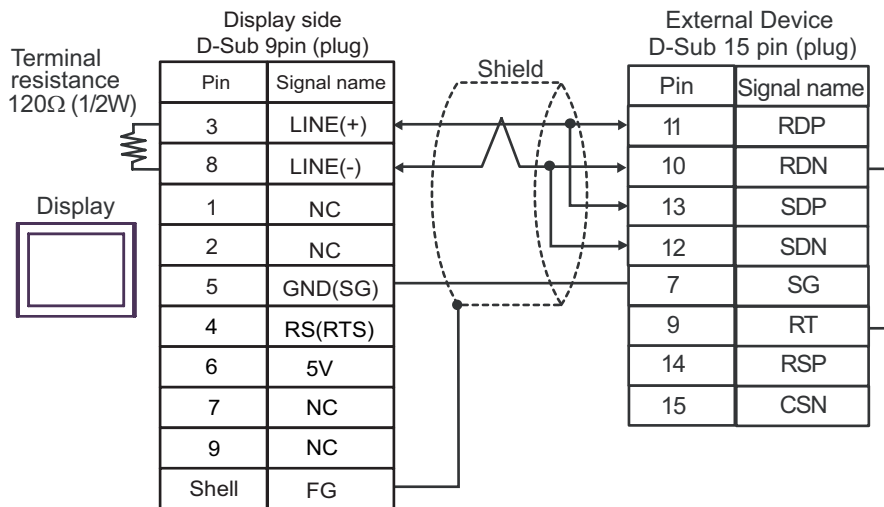 Display side
D-Sub 9pin (plug)
External Device
D-Sub 15 pin (plug)
Terminal
resistance
120Ω (1/2W)
Shield
Display
Pin Signal name
3 LINE(+)
8 LINE(-)
1 NC
2 NC
5 GND(SG)
4 RS(RTS)
6 5V
7 NC
9 NC
Shell FG
Pin Signal name
11 RDP
10 RDN
13 SDP
12 SDN
7 SG
9 RT
14 RSP
15 CSN